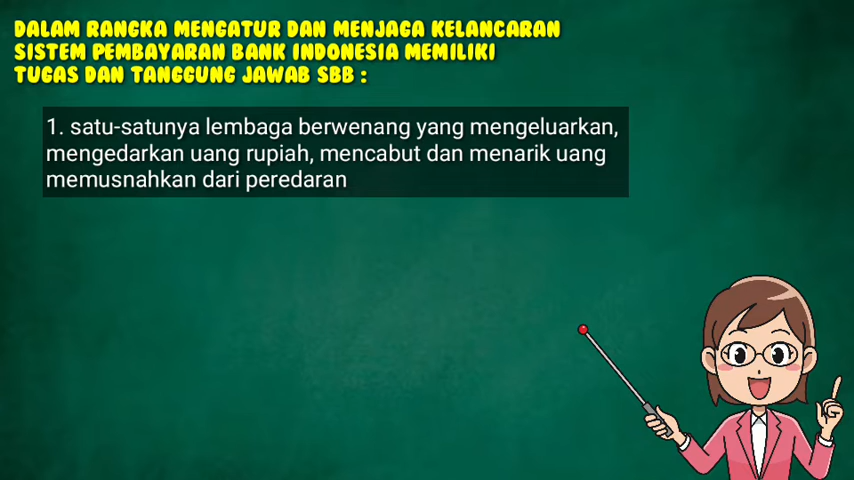 DALAM RANGKA MENGATUR DAN MENJAGA KELANCARAN
SISTEM PEMBAYARAN BANK INDONESIA MEMILIKI
TUGAS DAN TANGGUNG JAWAB SBB :
1. satu-satunya lembaga berwenang yang mengeluarkan,
mengedarkan uang rupiah, mencabut dan menarik uang
memusnahkan dari peredaran